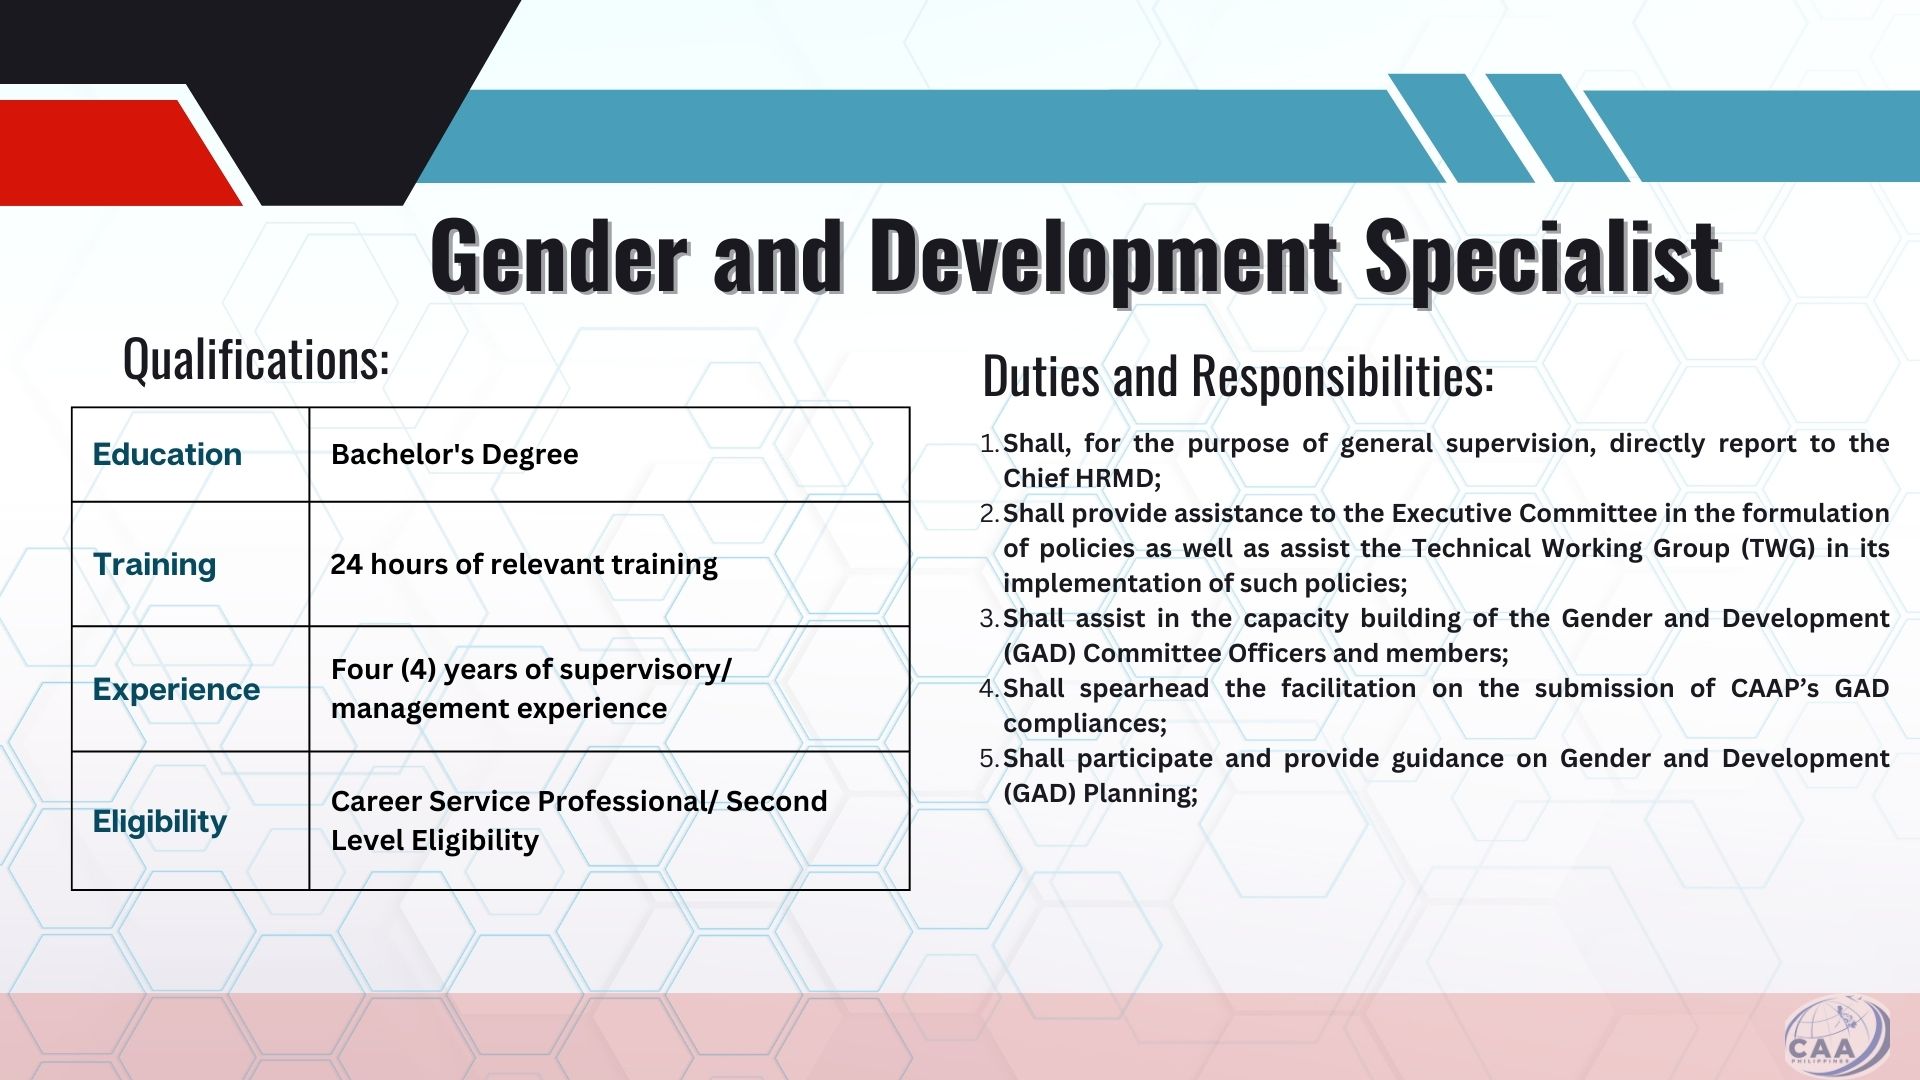 Gender and Development Specialist
Qualifications:
Education
Bachelor's Degree
Training
24 hours of relevant training
Experience
Four (4) years of supervisory/
management experience
Eligibility
Career Service Professional/ Second
Level Eligibility
Duties and Responsibilities:
1. Shall, for the purpose of general supervision, directly report to the
Chief HRMD;
2. Shall provide assistance to the Executive Committee in the formulation
of policies as well as assist the Technical Working Group (TWG) in its
implementation of such policies;
3. Shall assist in the capacity building of the Gender and Development
(GAD) Committee Officers and members;
4. Shall spearhead the facilitation on the submission of CAAP’s GAD
compliances;
5. Shall participate and provide guidance on Gender and Development
(GAD) Planning;
CAA
PHILIPPINES